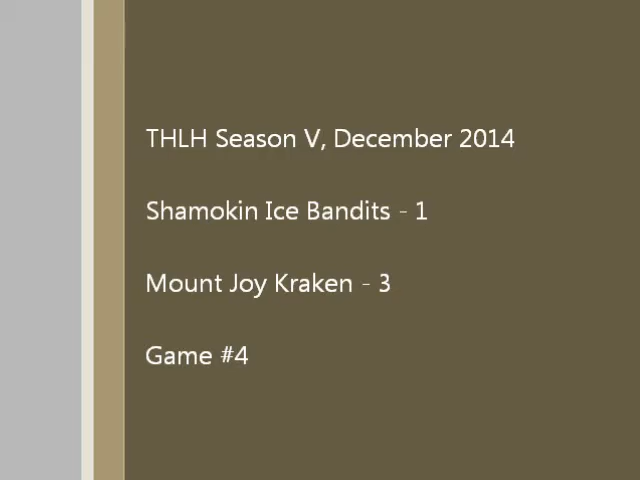 THLH Season V, December 2014
Shamokin Ice Bandits - 1
Mount Joy Kraken - 3
Game #4